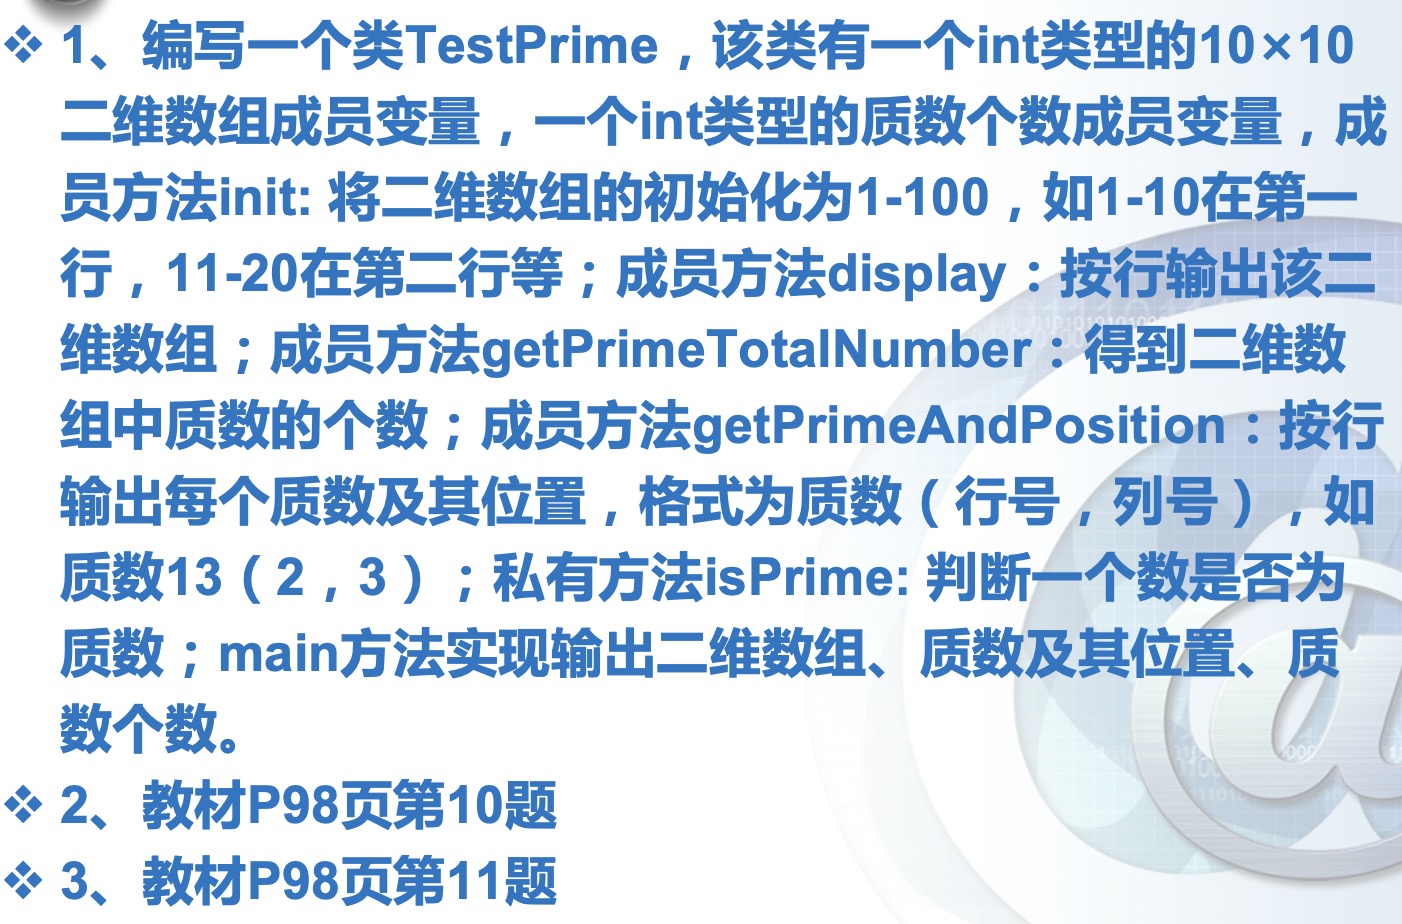 ❖ 1、编写一个类TestPrime，该类有一个int类型的10×10
二维数组成员变量，一个int类型的质数个数成员变量，成
员方法init: 将二维数组的初始化为1-100，如1-10在第一
行，11-20在第二行等；成员方法display：按行输出该二
维数组；成员方法getPrimeTotalNumber：得到二维数
组中质数的个数；成员方法getPrimeAndPosition：按行
输出每个质数及其位置，格式为质数（行号，列号），如
质数13（2，3）；私有方法isPrime: 判断一个数是否为
质数；main方法实现输出二维数组、质数及其位置、质
数个数。
❖ 2、教材P98页第10题
❖ 3、教材P98页第11题